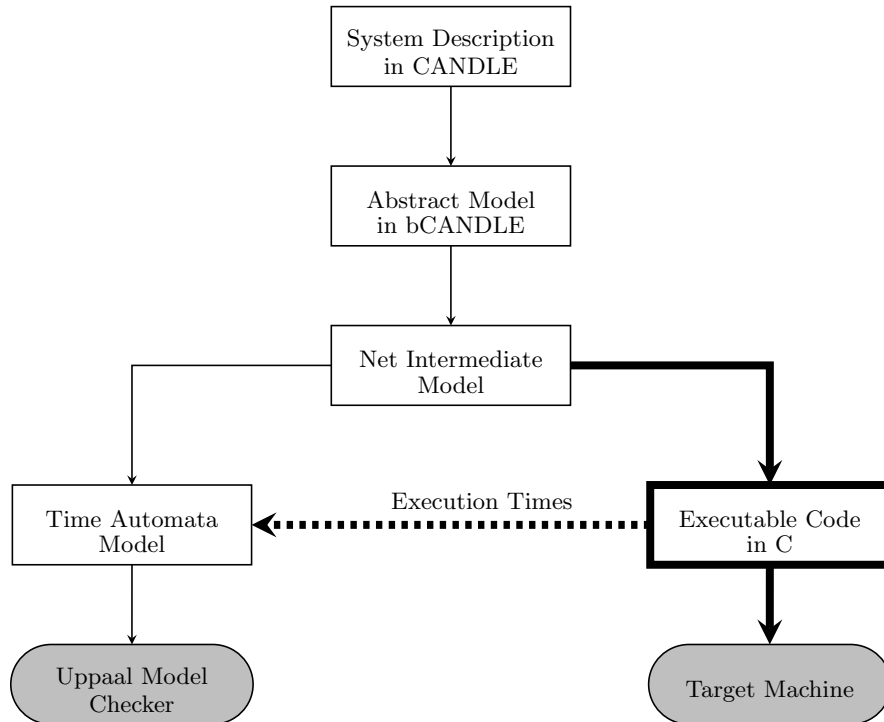 System Description
in CANDLE
Abstract Model
in bCANDLE
Net Intermediate
Model
Time Automata
Model
Execution Times
Executable Code
in C
Uppaal Model
Checker
Target Machine